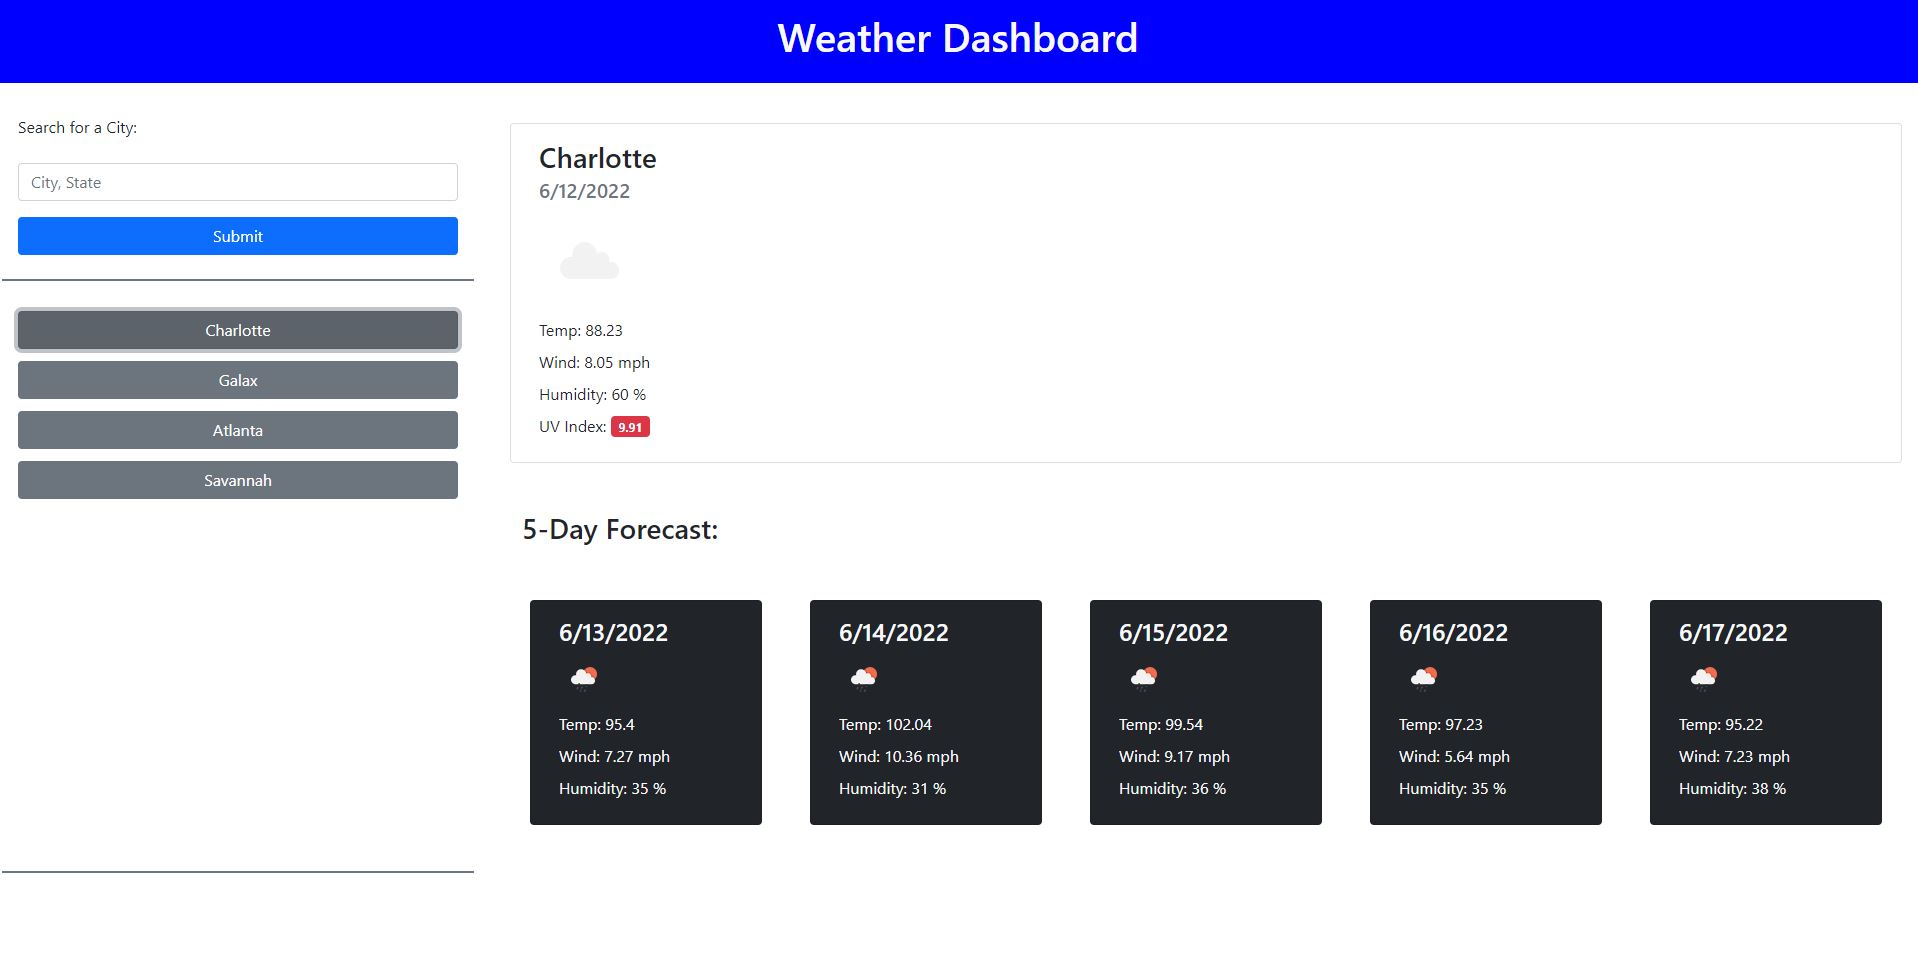 Weather Dashboard
Search for a City:
City, State
Submit
Charlotte
Galax
Atlanta
Savannah
Charlotte
6/12/2022
Temp: 88.23
Wind: 8.05 mph
Humidity: 60 %
UV Index: 9.91
5-Day Forecast:
6/13/2022
Temp: 95.4
Wind: 7.27 mph
Humidity: 35 %
6/14/2022
Temp: 102.04
Wind: 10.36 mph
Humidity: 31 %
6/15/2022
Temp: 99.54
Wind: 9.17 mph
Humidity: 36 %
6/16/2022
Temp: 97.23
Wind: 5.64 mph
Humidity: 35 %
6/17/2022
Temp: 95.22
Wind: 7.23 mph
Humidity: 38 %